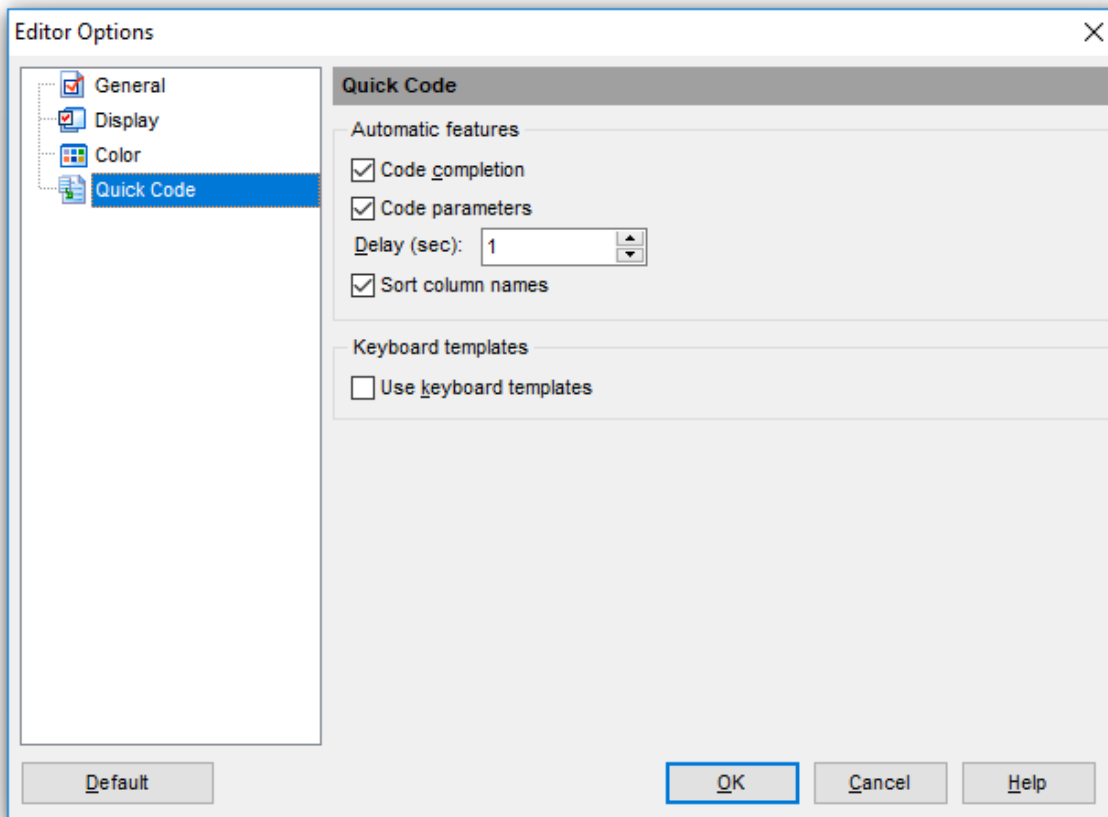 Editor Options
General
Display
Color
Quick Code
Quick Code
Automatic features
Code completion
Code parameters
Delay (sec): 1
Sort column names
Keyboard templates
Use keyboard templates
Default OK Cancel Help